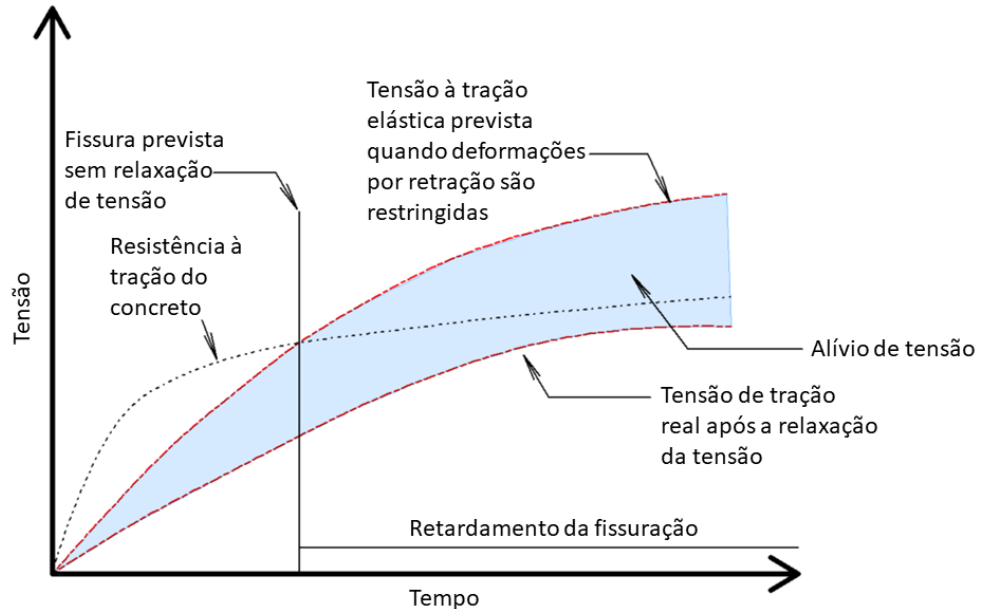 Tensão à tração
elástica prevista
quando deformações
por retração são
restringidas
Fissura prevista
sem relaxação
de tensão
Resistência à
tração do
concreto
Tensão
Alívio de tensão
Tensão de tração
real após a relaxação
da tensão
Retardamento da fissuração
Tempo